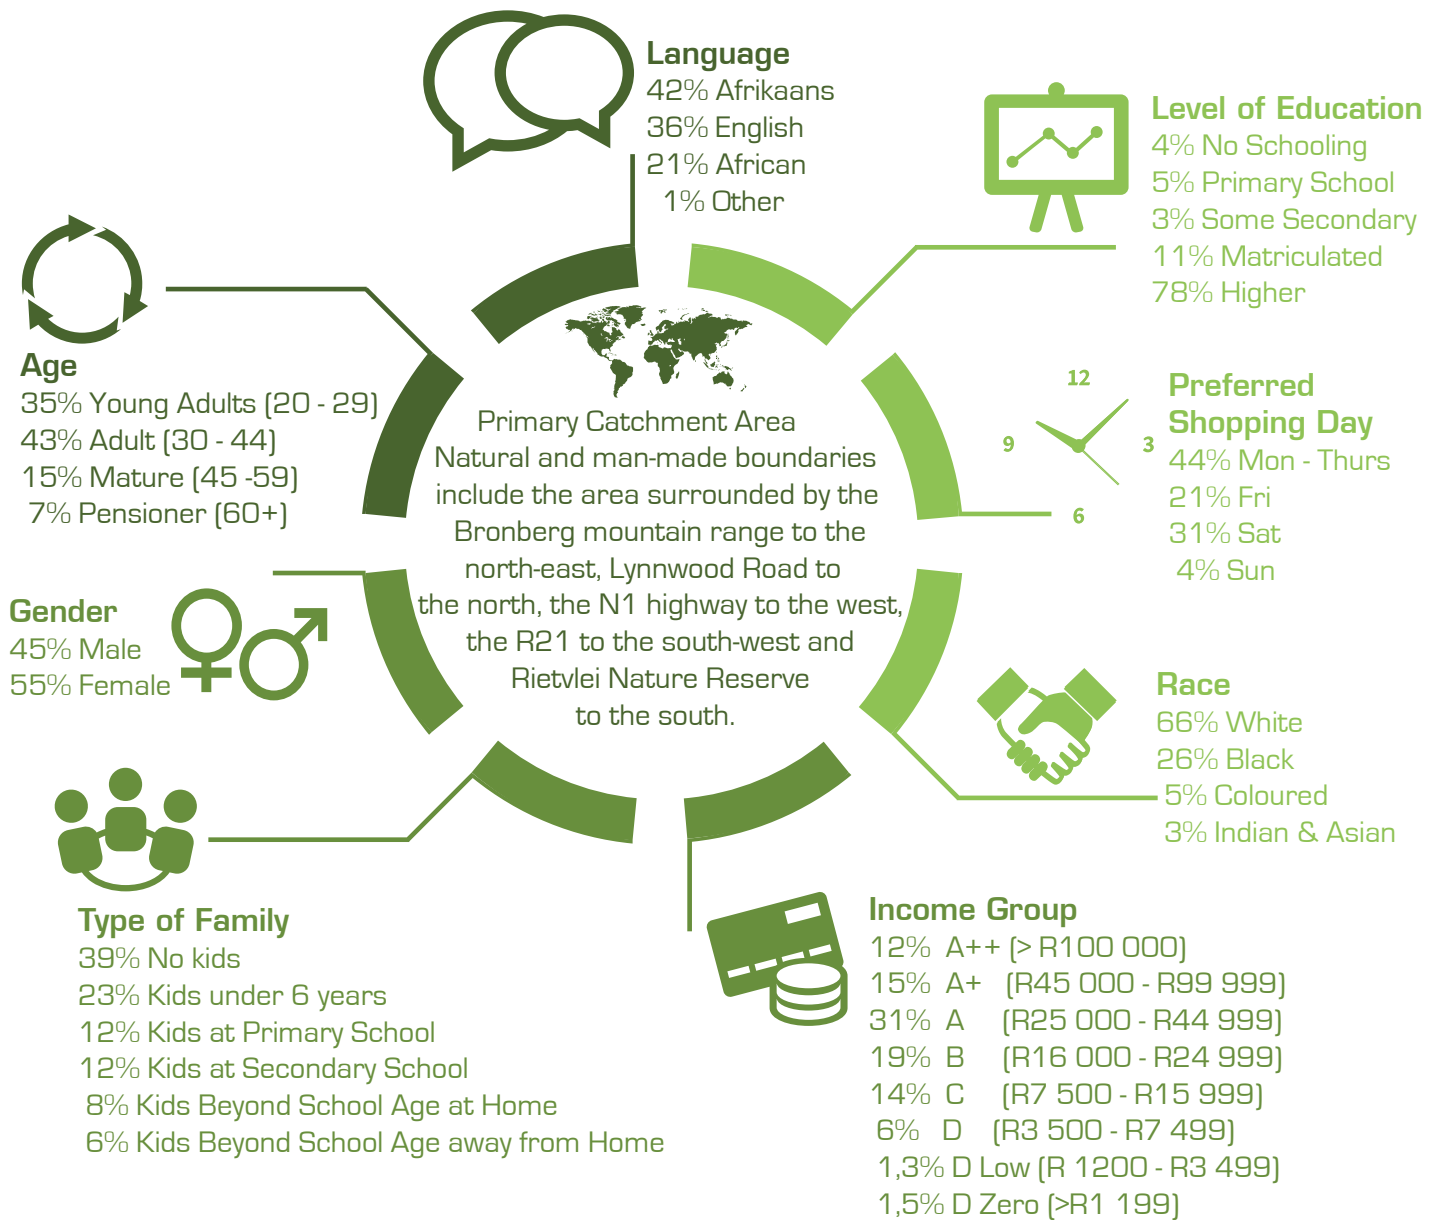 Language
42% Afrikaans
36% English
21% African
1% Other
Level of Education
4% No Schooling
5% Primary School
3% Some Secondary
11% Matriculated
78% Higher
Age
35% Young Adults (20 - 29)
43% Adult (30 - 44)
15% Mature (45 -59)
7% Pensioner (60+)
12
9
3
6
Preferred
Shopping Day
44% Mon - Thurs
21% Fri
31% Sat
4% Sun
Primary Catchment Area
Natural and man-made boundaries
include the area surrounded by the
Bronberg mountain range to the
north-east, Lynnwood Road to
the north, the N1 highway to the west,
the R21 to the south-west and
Rietvlei Nature Reserve
to the south.
Gender
45% Male
55% Female
Race
66% White
26% Black
5% Coloured
3% Indian & Asian
Type of Family
39% No kids
23% Kids under 6 years
12% Kids at Primary School
12% Kids at Secondary School
8% Kids Beyond School Age at Home
6% Kids Beyond School Age away from Home
Income Group
12% A++ (> R100 000)
15% A+ (R45 000 - R99 999)
31% A (R25 000 - R44 999)
19% B (R16 000 - R24 999)
14% C (R7 500 - R15 999)
6% D (R3 500 - R7 499)
1,3% D Low (R 1200 - R3 499)
1,5% D Zero (>R1 199)